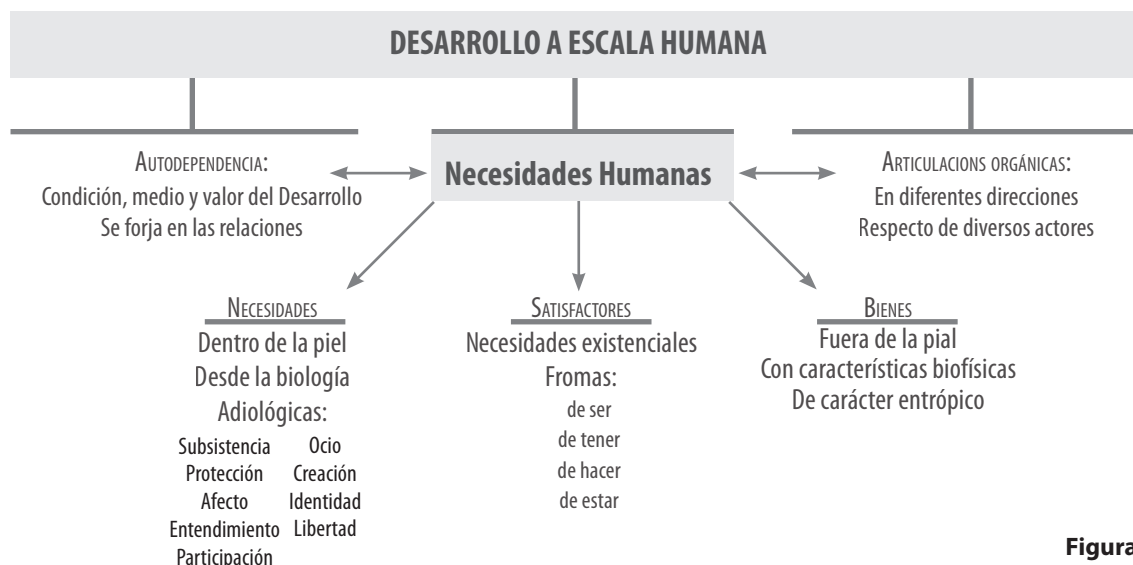 DESARROLLO A ESCALA HUMANA
AUTODEPENDENCIA:
Condición, medio y valor del Desarrollo
Se forja en las relaciones
Necesidades Humanas
ARTICULACIONS ORGÁNICAS:
En diferentes direcciones
Respecto de diversos actores
NECESIDADES
Dentro de la piel
Desde la biología
Adiológicas:
Subsistencia Ocio
Protección Creación
Afecto Identidad
Entendimiento Libertad
Participación
SATISFACTORES
Necesidades existenciales
Fromas:
de ser
de tener
de hacer
de estar
BIENES
Fuera de la pial
Con características biofísicas
De carácter entrópico
Figura